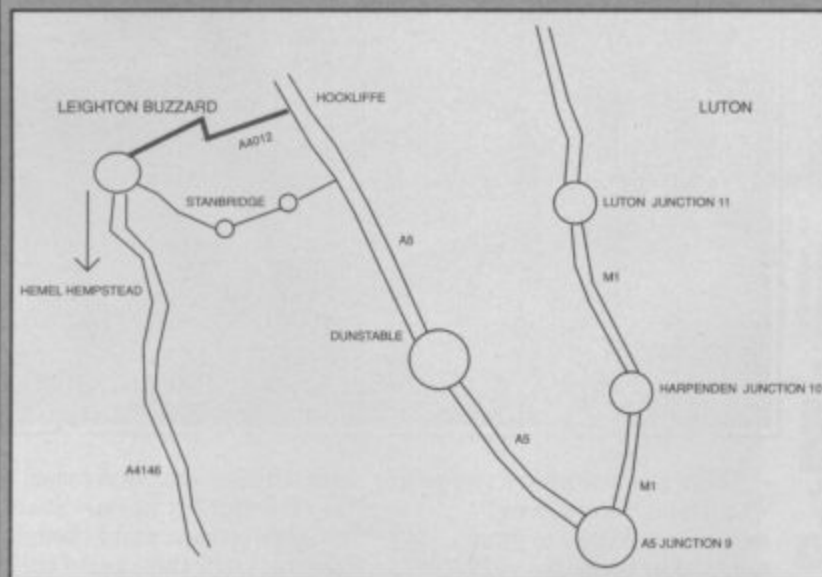 HOCKLIFFE
LEIGHTON BUZZARD
LUTON
AA012
STANBRIDGE
LUTON JUNCTION 11
A5
M1
HEMEL HEMPSTEAD
DUNSTABLE
HARPENDEN JUNCTION 10
A5
A4146
M1
A5 JUNCTION 9